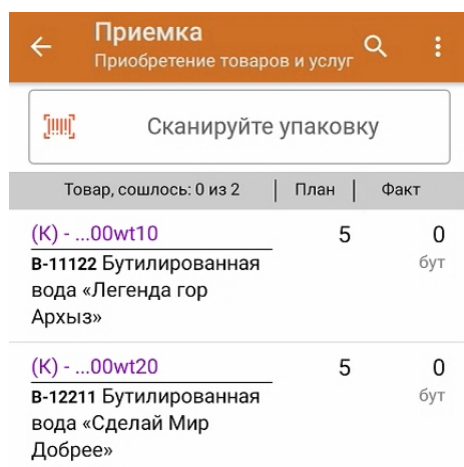 Приемка
Приобретение товаров и услуг
Сканируйте упаковку
Товар, сошлось: 0 из 2 | План | Факт
(К) - ...00wt10 5 0
В-11122 Бутилированная бут
вода «Легенда гор
Архыз»
(К) - ...00wt20 5 0
В-12211 Бутилированная бут
вода «Сделай Мир
Добрее»